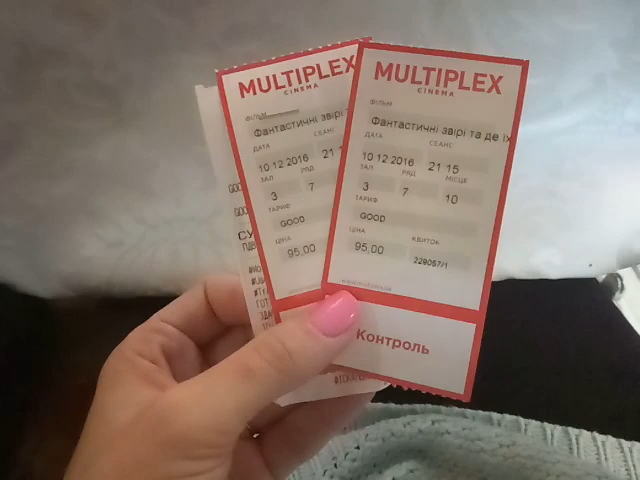 MULTIPLEX
CINEMA
ФІЛЬМ
Фантастичні звірі
ДАТА СЕАНС
10.12.2016 21
ЗАЛ РЯД
3 7
ТАРИФ
GOOD
ЦІНА
95,00
MULTIPLEX
CINEMA
ФІЛЬМ
Фантастичні звірі та де їх
ДАТА СЕАНС
10.12.2016 21 15
ЗАЛ РЯД МІСЦЕ
3 7 10
ТАРИФ
GOOD
ЦІНА КВИТОК
95,00 229057/1
Контроль